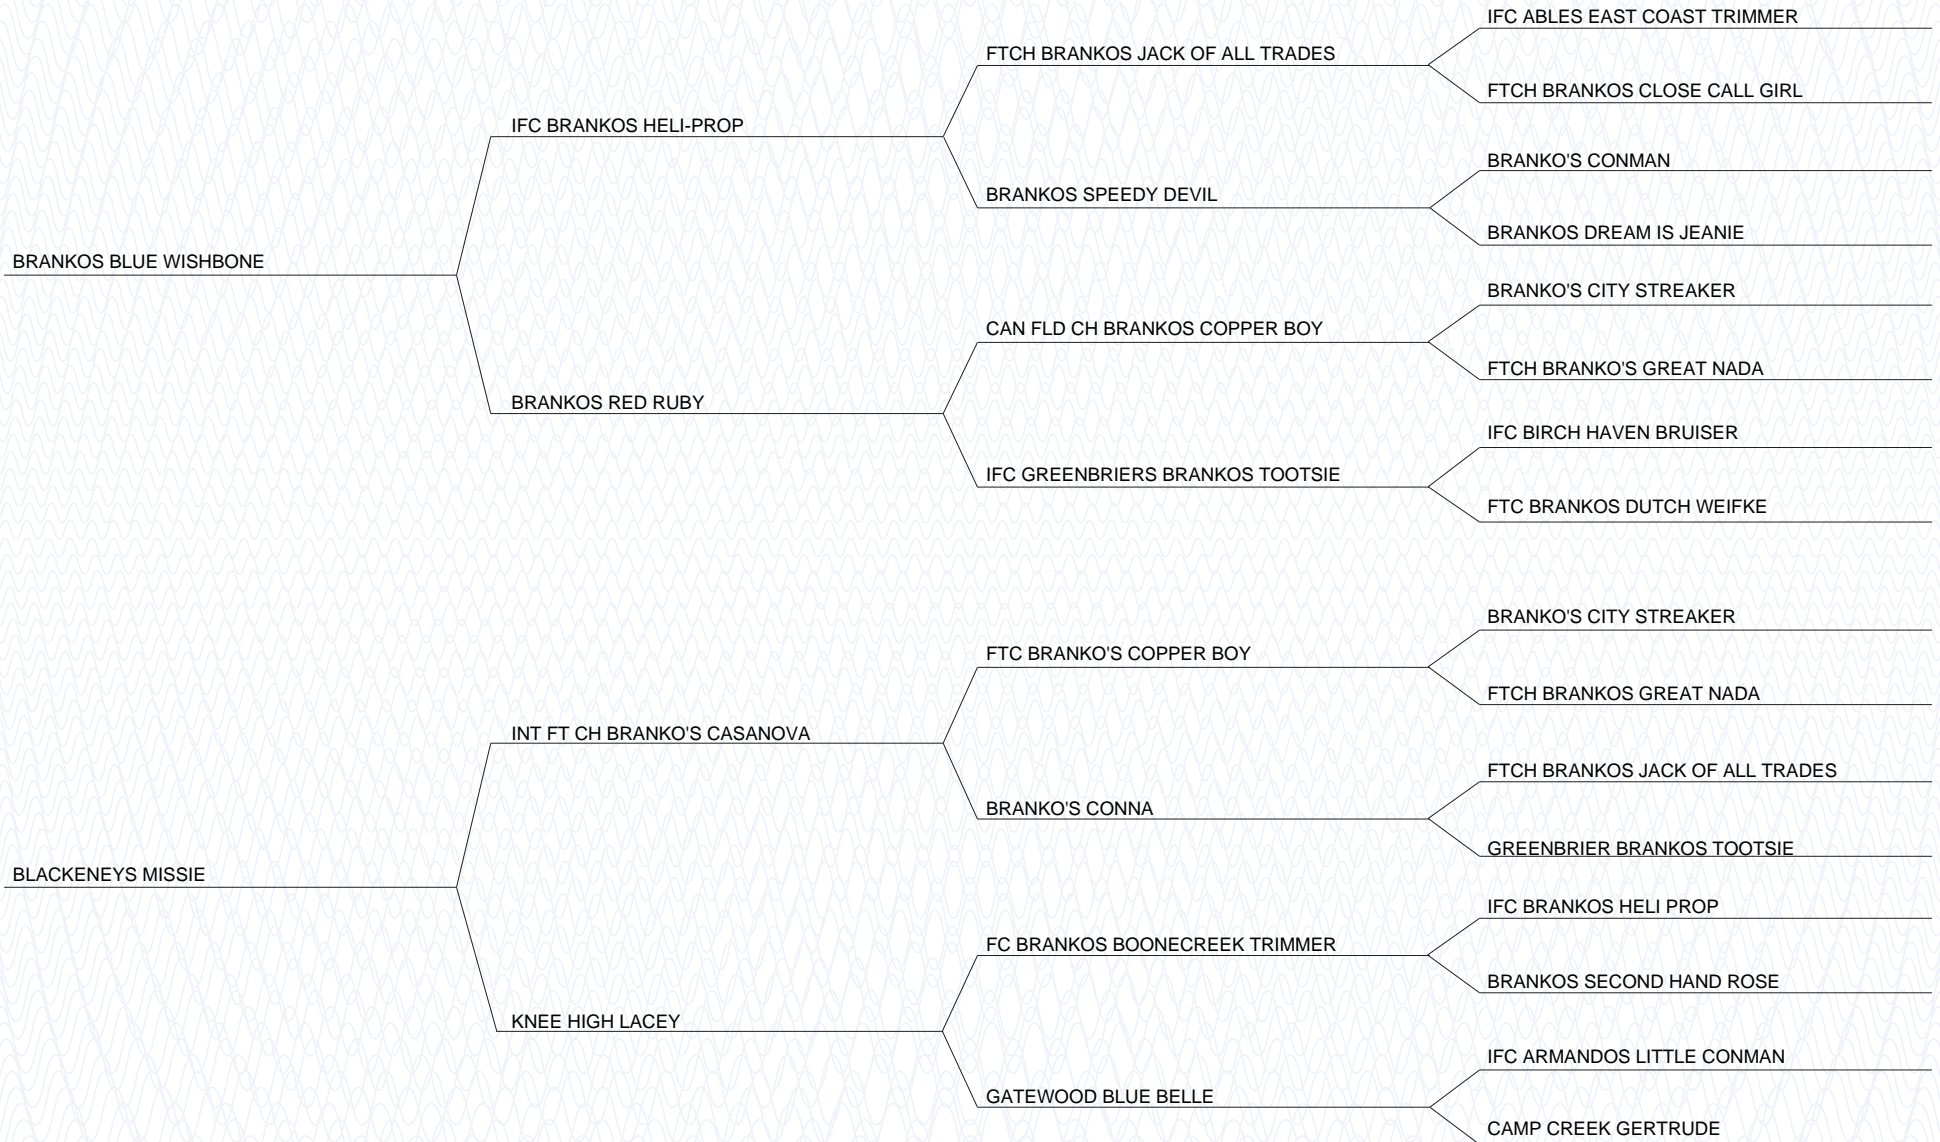 IFC ABLES EAST COAST TRIMMER
FTCH BRANKOS JACK OF ALL TRADES
FTCH BRANKOS CLOSE CALL GIRL
IFC BRANKOS HELI-PROP
BRANKO'S CONMAN
BRANKOS SPEEDY DEVIL
BRANKOS DREAM IS JEANIE
BRANKOS BLUE WISHBONE
BRANKO'S CITY STREAKER
CAN FLD CH BRANKOS COPPER BOY
FTCH BRANKO'S GREAT NADA
BRANKOS RED RUBY
IFC BIRCH HAVEN BRUISER
IFC GREENBRIERS BRANKOS TOOTSIE
FTC BRANKOS DUTCH WEIFKE
BRANKO'S CITY STREAKER
FTC BRANKO'S COPPER BOY
FTCH BRANKOS GREAT NADA
INT FT CH BRANKO'S CASANOVA
FTCH BRANKOS JACK OF ALL TRADES
BRANKO'S CONNA
GREENBRIER BRANKOS TOOTSIE
BLACKENEYS MISSIE
IFC BRANKOS HELI PROP
FC BRANKOS BOONECREEK TRIMMER
BRANKOS SECOND HAND ROSE
KNEE HIGH LACEY
IFC ARMANDOS LITTLE CONMAN
GATEWOOD BLUE BELLE
CAMP CREEK GERTRUDE